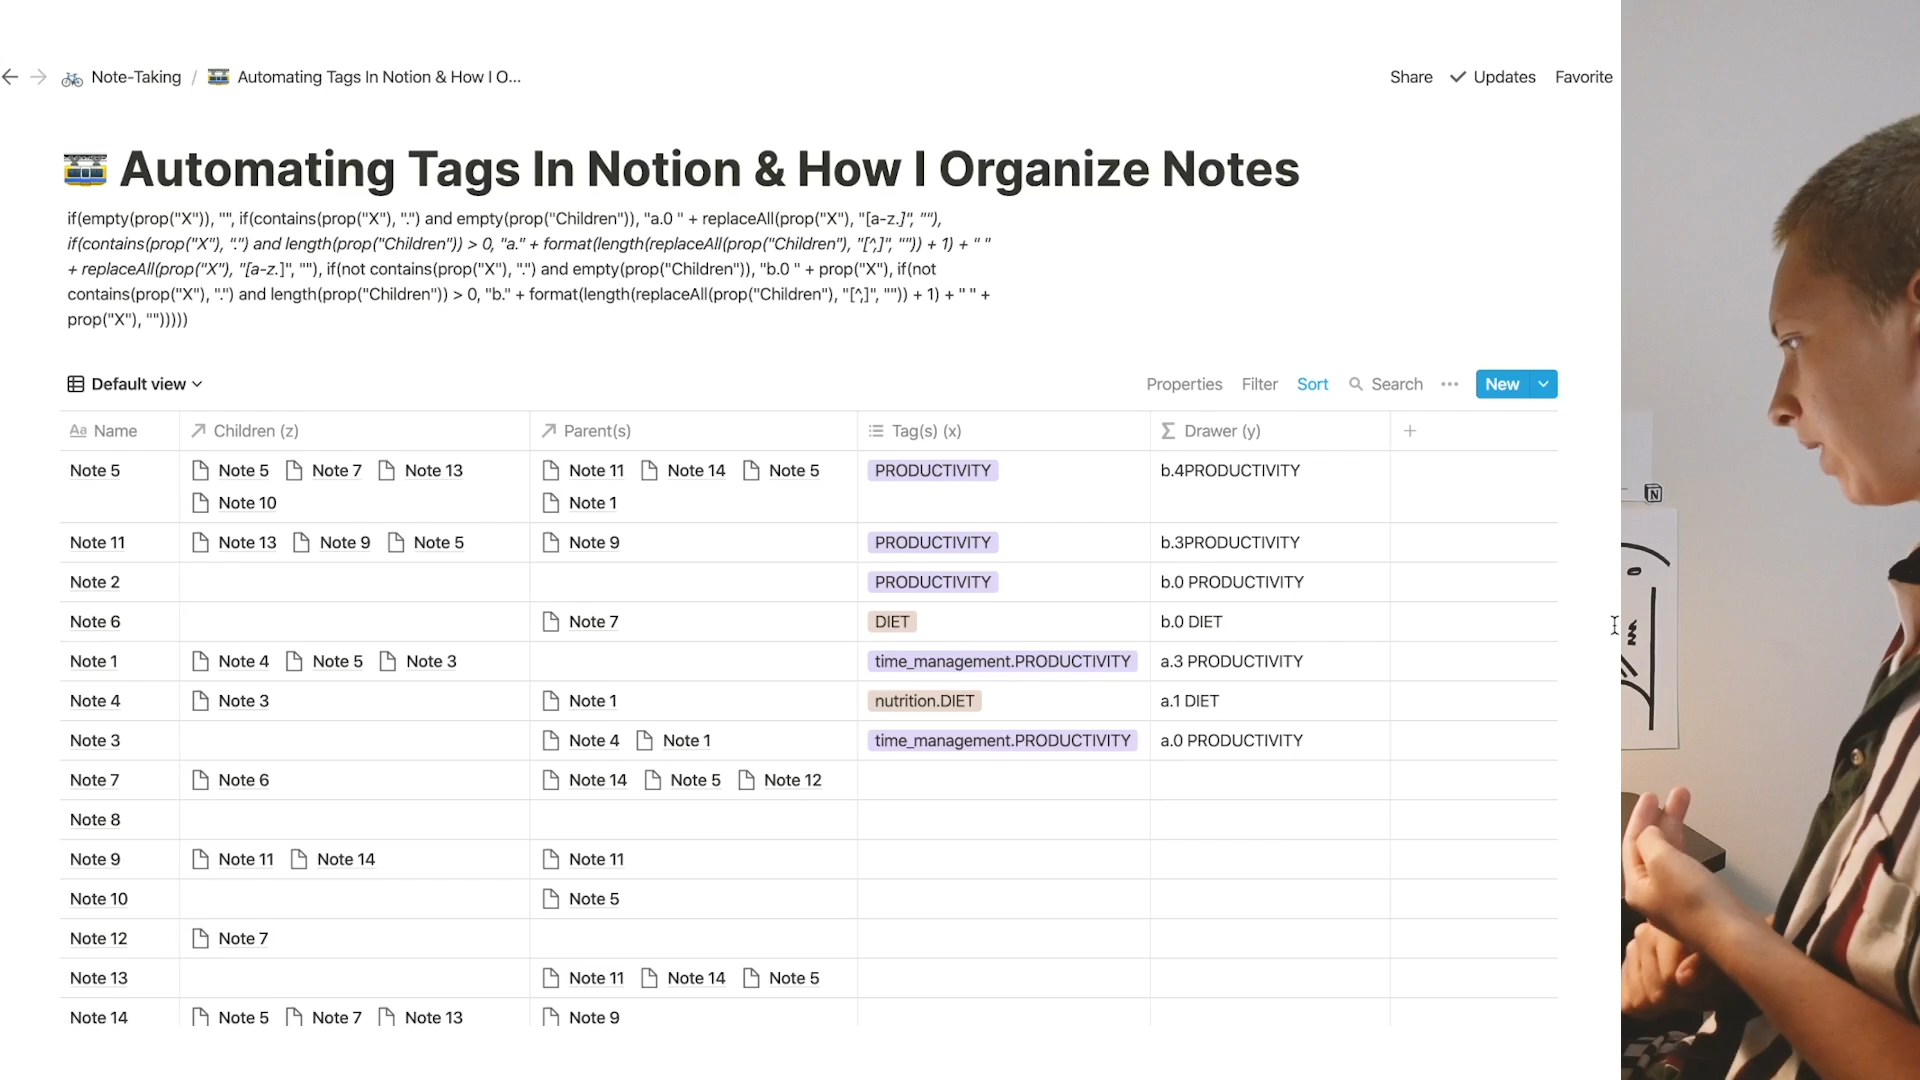 Note-Taking / Automating Tags In Notion & How I O...
Share Updates Favorite
Automating Tags In Notion & How I Organize Notes
if(empty(prop("X")), "", if(contains(prop("X"), ".") and empty(prop("Children")), "a.0 " + replaceAll(prop("X"), "[a-z.]", ""),
if(contains(prop("X"), ".") and length(prop("Children")) > 0, "a." + format(length(replaceAll(prop("Children"), "[^,]", "")) + 1) + " "
+ replaceAll(prop("X"), "[a-z.]", ""), if(not contains(prop("X"), ".") and empty(prop("Children")), "b.0 " + prop("X"), if(not
contains(prop("X"), ".") and length(prop("Children")) > 0, "b." + format(length(replaceAll(prop("Children"), "[^,]", "")) + 1) + " " +
prop("X"), "")))))
Default view Properties Filter Sort Search New
Aa Name Children (z) Parent(s) Tag(s) (x) Σ Drawer (y) +
Note 5 Note 5 Note 7 Note 13 Note 11 Note 14 Note 5 PRODUCTIVITY b.4PRODUCTIVITY
Note 10 Note 1
Note 11 Note 13 Note 9 Note 5 Note 9 PRODUCTIVITY b.3PRODUCTIVITY
Note 2 PRODUCTIVITY b.0 PRODUCTIVITY
Note 6 Note 7 DIET b.0 DIET
Note 1 Note 4 Note 5 Note 3 time_management.PRODUCTIVITY a.3 PRODUCTIVITY
Note 4 Note 3 Note 1 nutrition.DIET a.1 DIET
Note 3 Note 4 Note 1 time_management.PRODUCTIVITY a.0 PRODUCTIVITY
Note 7 Note 6 Note 14 Note 5 Note 12
Note 8
Note 9 Note 11 Note 14 Note 11
Note 10 Note 5
Note 12 Note 7
Note 13 Note 11 Note 14 Note 5
Note 14 Note 5 Note 7 Note 13 Note 9
N